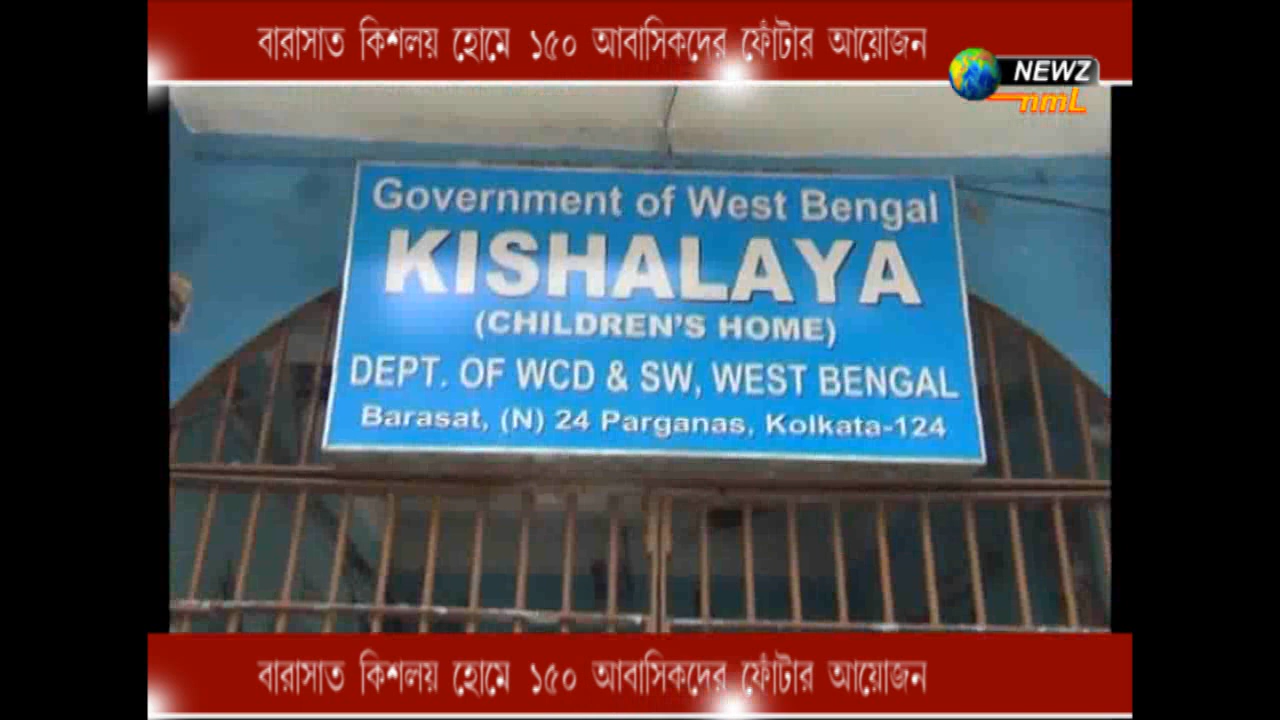 বারাসাত কিশলয় হোমে ১৫০ আবাসিকদের ফোঁটার আয়োজন
NEWZ
nmL
Government of West Bengal
KISHALAYA
(CHILDREN'S HOME)
DEPT. OF WCD & SW, WEST BENGAL
Barasat, (N) 24 Parganas, Kolkata-124
বারাসাত কিশলয় হোমে ১৫০ আবাসিকদের ফোঁটার আয়োজন